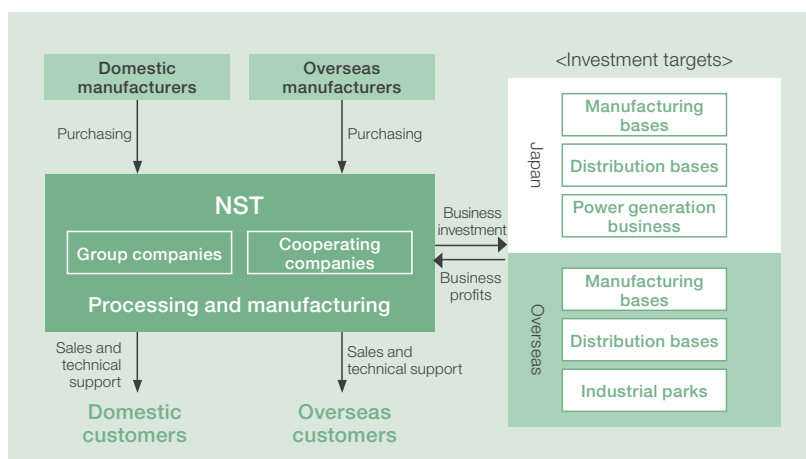 Domestic
manufacturers
Overseas
manufacturers
Purchasing
Purchasing
NST
Group companies
Cooperating
companies
Processing and manufacturing
Sales and
technical
support
Sales and
technical support
Domestic
customers
Overseas
customers
Business
investment
Business
profits
<Investment targets>
Japan
Manufacturing
bases
Distribution bases
Power generation
business
Overseas
Manufacturing
bases
Distribution bases
Industrial parks